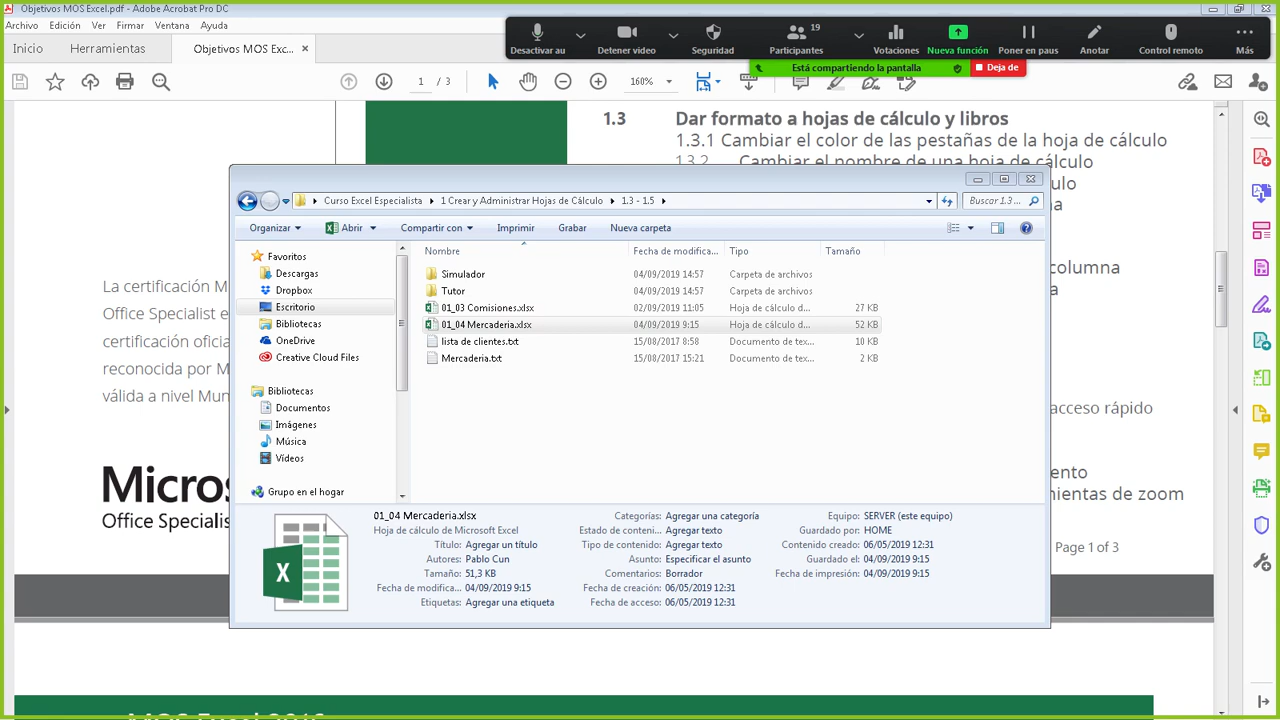 Objetivos MOS Excel.pdf - Adobe Acrobat Pro DC
Archivo Edición Ver Firmar Ventana Ayuda
Inicio Herramientas Objetivos MOS Exc... ×
Desactivar au Detener video Seguridad Participantes 19 Votaciones Nueva función Poner en paus Anotar Control remoto Más
Está compartiendo la pantalla Deja de
1 / 3 160%
1.3 Dar formato a hojas de cálculo y libros
1.3.1 Cambiar el color de las pestañas de la hoja de cálculo
1.3.2 Cambiar el nombre de una hoja de cálculo
Curso Excel Especialista 1 Crear y Administrar Hojas de Cálculo 1.3 - 1.5 Buscar 1.3 ...
Organizar Abrir Compartir con Imprimir Grabar Nueva carpeta
Nombre Fecha de modifica... Tipo Tamaño
Simulador 04/09/2019 14:57 Carpeta de archivos
Tutor 04/09/2019 14:57 Carpeta de archivos
01_03 Comisiones.xlsx 02/09/2019 11:05 Hoja de cálculo d... 27 KB
01_04 Mercaderia.xlsx 04/09/2019 9:15 Hoja de cálculo d... 52 KB
lista de clientes.txt 15/08/2017 8:58 Documento de tex... 10 KB
Mercaderia.txt 15/08/2017 15:21 Documento de tex... 2 KB
Favoritos
Descargas
Dropbox
Escritorio
Bibliotecas
OneDrive
Creative Cloud Files
Bibliotecas
Documentos
Imágenes
Música
Vídeos
Grupo en el hogar
01_04 Mercaderia.xlsx
Hoja de cálculo de Microsoft Excel
Título: Agregar un título
Autores: Pablo Cun
Tamaño: 51,3 KB
Fecha de modifica... 04/09/2019 9:15
Etiquetas: Agregar una etiqueta
Categorías: Agregar una categoría
Estado de conteni... Agregar texto
Tipo de contenido: Agregar texto
Asunto: Especificar el asunto
Comentarios: Borrador
Fecha de creación: 06/05/2019 12:31
Fecha de acceso: 06/05/2019 12:31
Equipo: SERVER (este equipo)
Guardado por: HOME
Contenido creado: 06/05/2019 12:31
Guardado el: 04/09/2019 9:15
Fecha de impresión: 04/09/2019 9:15
La certificación M
Office Specialist e
certificación oficia
reconocida por M
válida a nivel Mun
Micros
Office Specialis
culo
na
columna
a
acceso rápido
ento
mientas de zoom
Page 1 of 3
MOS Excel 2016